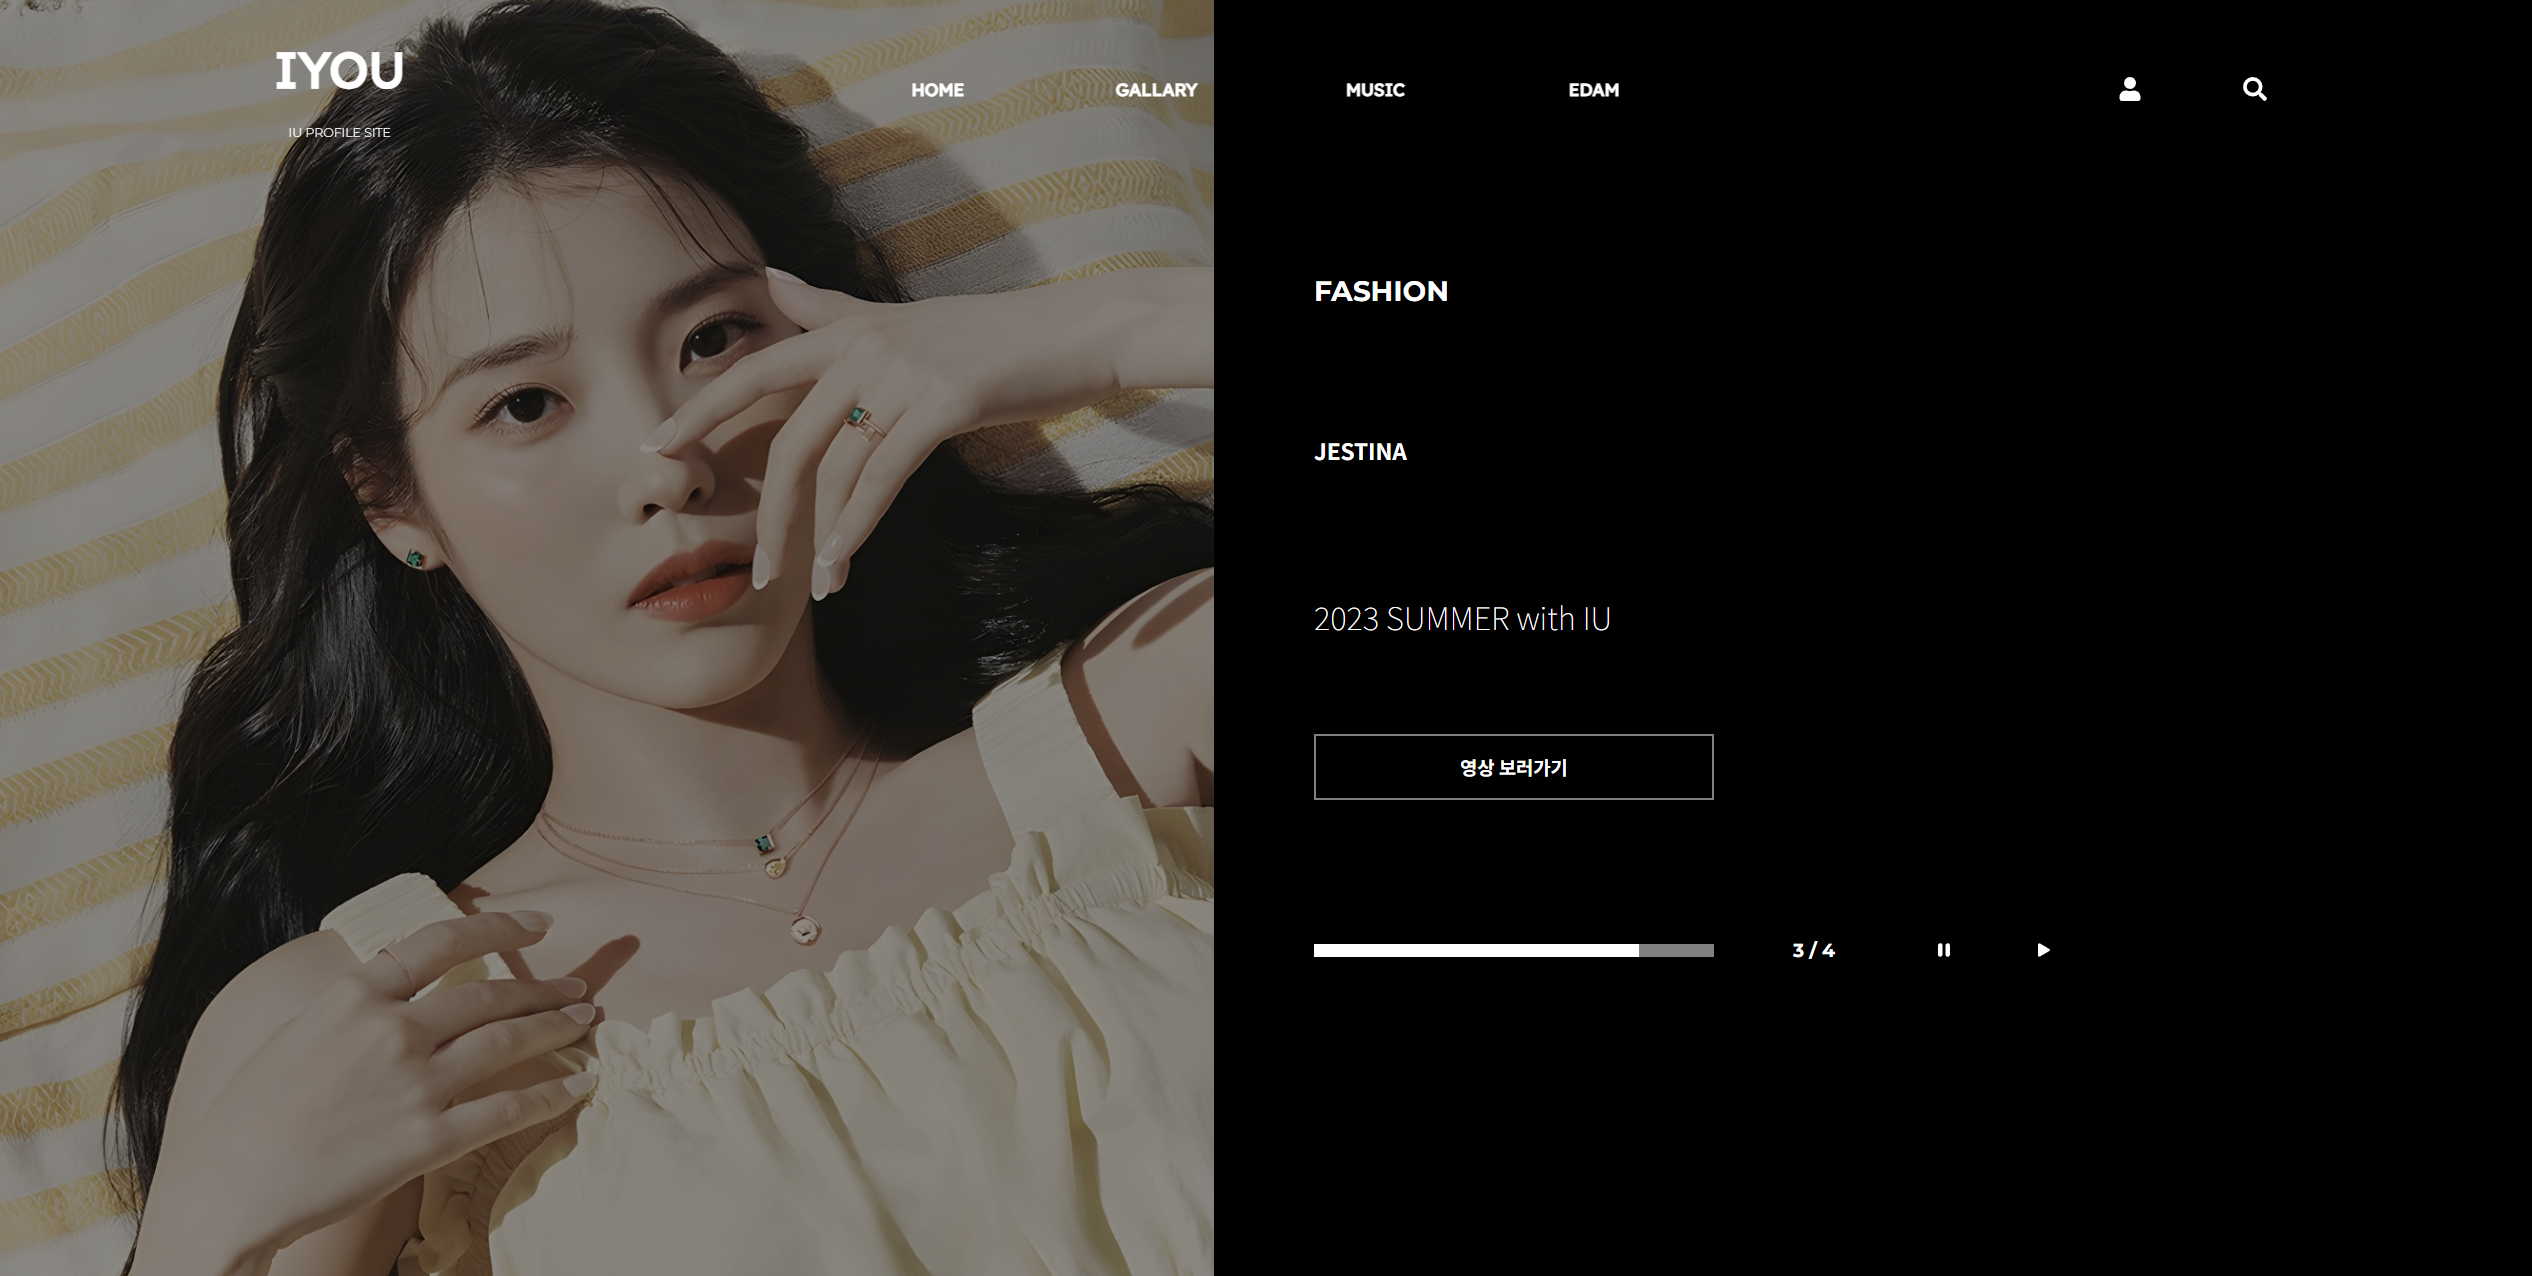 IYOU
IU PROFILE SITE
HOME
GALLARY
MUSIC
EDAM
FASHION
JESTINA
2023 SUMMER with IU
영상 보러가기
3 / 4